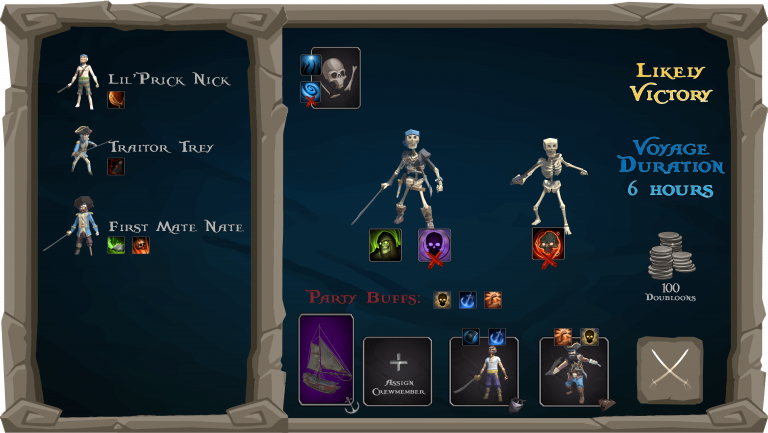 Lil'Prick Nick
Traitor Trey
First Mate Nate
Likely
Victory
Voyage
Duration
6 hours
100
Doubloons
Party Buffs:
+
Assign
Crewmember